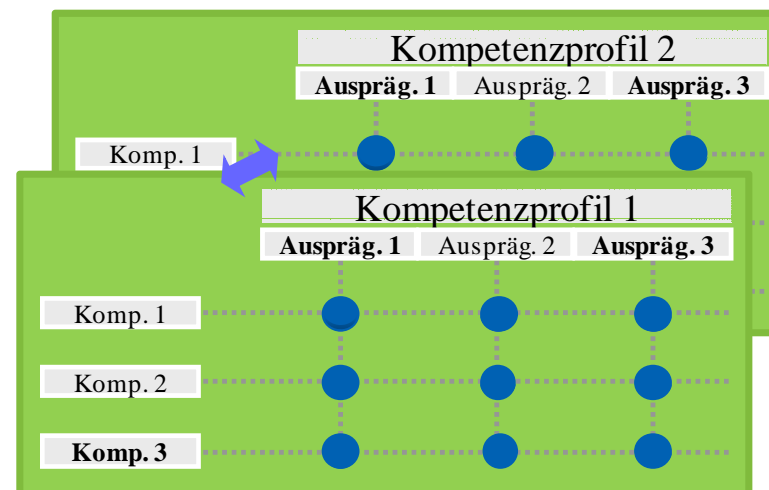 Kompetenzprofil 2
Auspräg. 1 Auspräg. 2 Auspräg. 3
Komp. 1
Kompetenzprofil 1
Auspräg. 1 Auspräg. 2 Auspräg. 3
Komp. 1
Komp. 2
Komp. 3